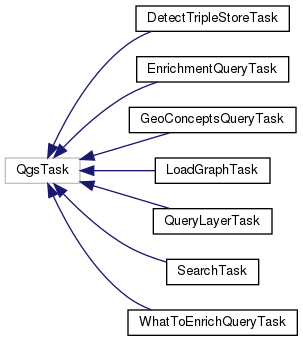 DetectTripleStoreTask
EnrichmentQueryTask
GeoConceptsQueryTask
QgsTask
LoadGraphTask
QueryLayerTask
SearchTask
WhatToEnrichQueryTask